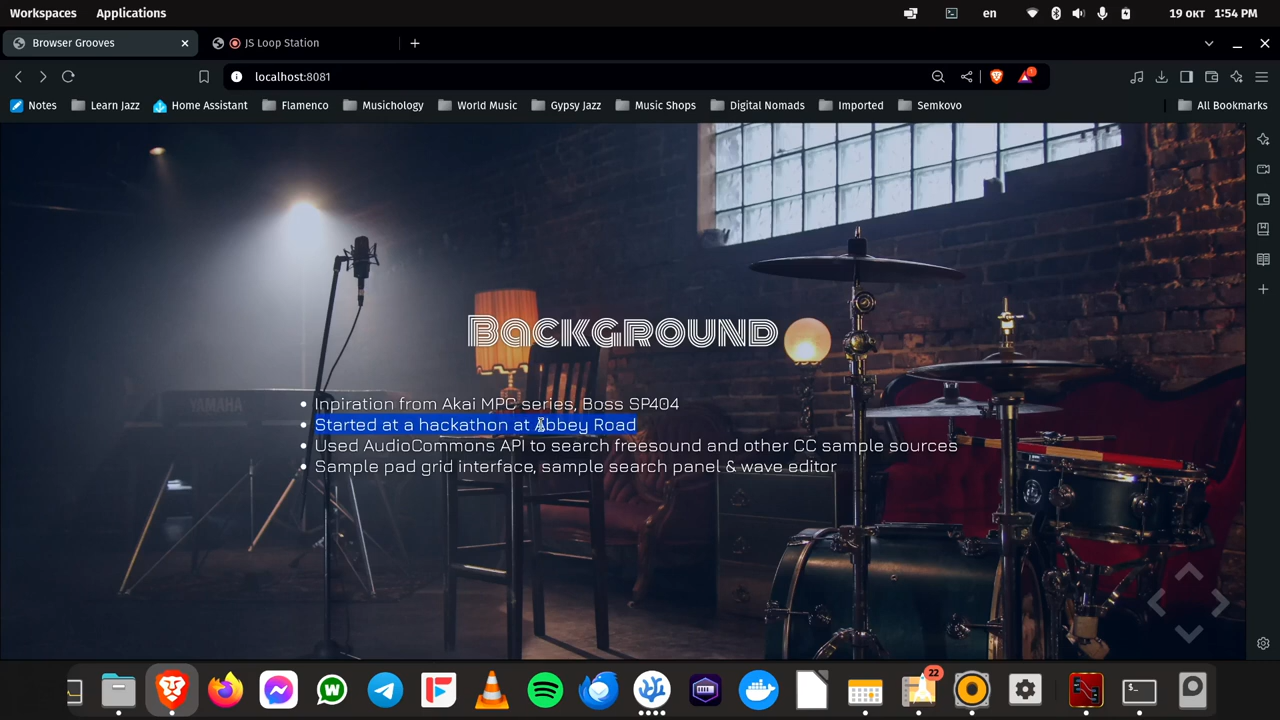 Workspaces Applications en 19 окт 1:54 PM
Browser Grooves JS Loop Station
localhost:8081
Notes Learn Jazz Home Assistant Flamenco Musichology World Music Gypsy Jazz Music Shops Digital Nomads Imported Semkovo All Bookmarks
YAMAHA
Background
• Inpiration from Akai MPC series, Boss SP404
• Started at a hackathon at Abbey Road
• Used AudioCommons API to search freesound and other CC sample sources
• Sample pad grid interface, sample search panel & wave editor
22